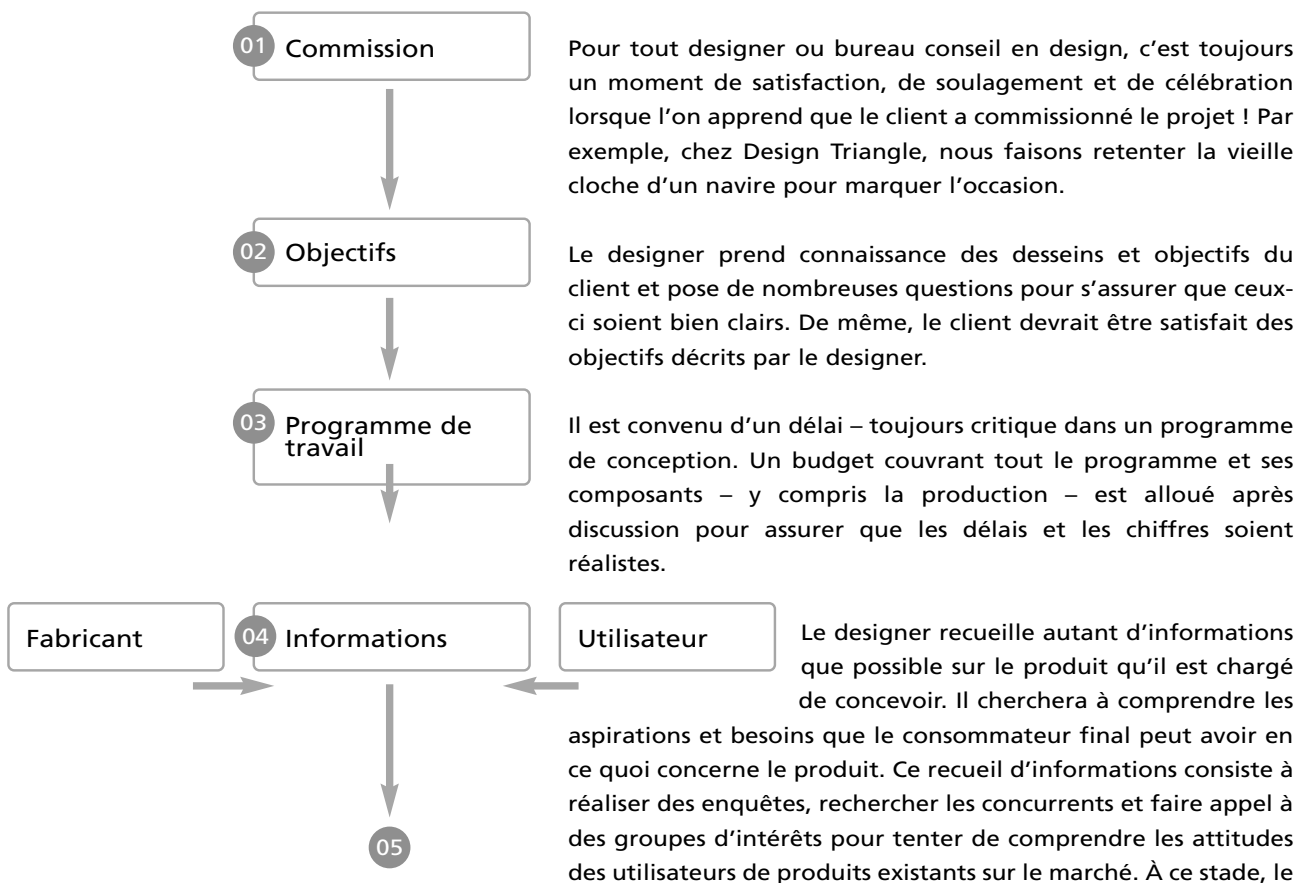 01 Commission
Pour tout designer ou bureau conseil en design, c’est toujours
un moment de satisfaction, de soulagement et de célébration
lorsque l’on apprend que le client a commissionné le projet ! Par
exemple, chez Design Triangle, nous faisons retenter la vieille
cloche d’un navire pour marquer l’occasion.
02 Objectifs
Le designer prend connaissance des desseins et objectifs du
client et pose de nombreuses questions pour s’assurer que ceux-
ci soient bien clairs. De même, le client devrait être satisfait des
objectifs décrits par le designer.
03 Programme de
travail
Il est convenu d’un délai – toujours critique dans un programme
de conception. Un budget couvrant tout le programme et ses
composants – y compris la production – est alloué après
discussion pour assurer que les délais et les chiffres soient
réalistes.
Fabricant
04 Informations
Utilisateur
Le designer recueille autant d’informations
que possible sur le produit qu’il est chargé
de concevoir. Il cherchera à comprendre les
aspirations et besoins que le consommateur final peut avoir en
ce quoi concerne le produit. Ce recueil d’informations consiste à
réaliser des enquêtes, rechercher les concurrents et faire appel à
des groupes d’intérêts pour tenter de comprendre les attitudes
des utilisateurs de produits existants sur le marché. À ce stade, le
05